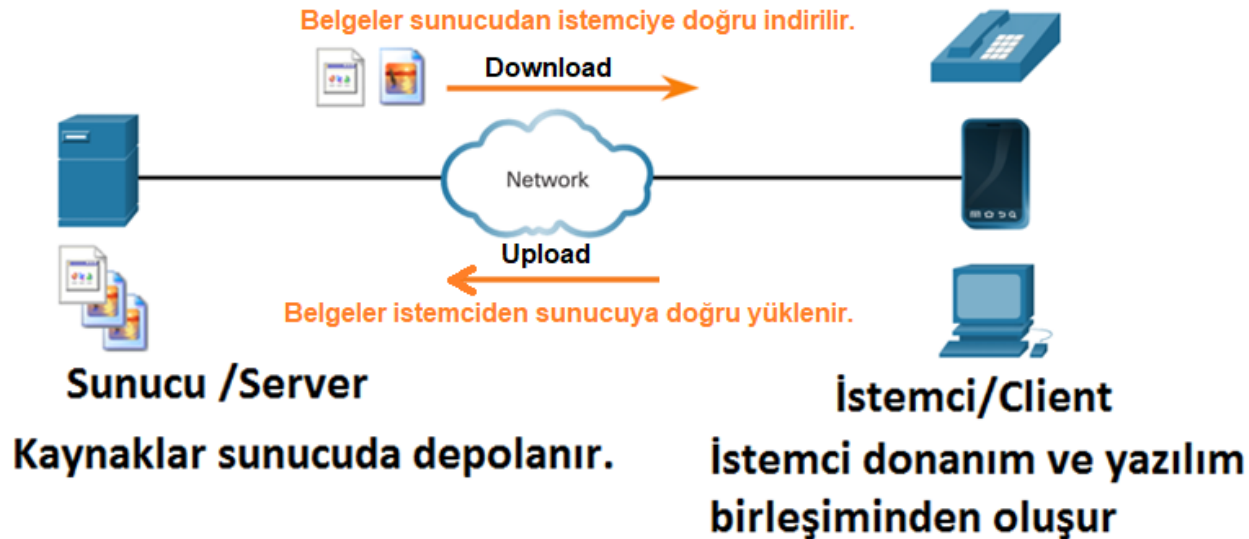 Belgeler sunucudan istemciye doğru indirilir.
Download
Network
Upload
Belgeler istemciden sunucuya doğru yüklenir.
Sunucu /Server
İstemci/Client
Kaynaklar sunucuda depolanır.
İstemci donanım ve yazılım
birleşiminden oluşur